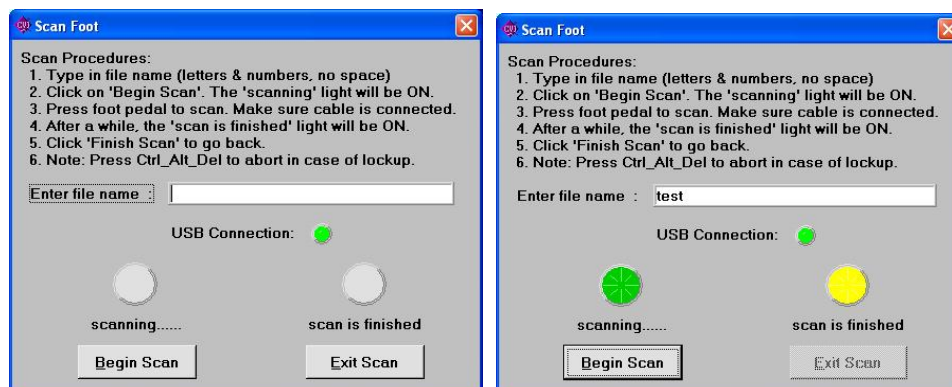 Scan Foot
Scan Procedures:
1. Type in file name (letters & numbers, no space)
2. Click on 'Begin Scan'. The 'scanning' light will be ON.
3. Press foot pedal to scan. Make sure cable is connected.
4. After a while, the 'scan is finished' light will be ON.
5. Click 'Finish Scan' to go back.
6. Note: Press Ctrl_Alt_Del to abort in case of lockup.
Enter file name :
USB Connection:
scanning...... scan is finished
Begin Scan Exit Scan
Scan Foot
Scan Procedures:
1. Type in file name (letters & numbers, no space)
2. Click on 'Begin Scan'. The 'scanning' light will be ON.
3. Press foot pedal to scan. Make sure cable is connected.
4. After a while, the 'scan is finished' light will be ON.
5. Click 'Finish Scan' to go back.
6. Note: Press Ctrl_Alt_Del to abort in case of lockup.
Enter file name : test
USB Connection:
scanning...... scan is finished
Begin Scan Exit Scan